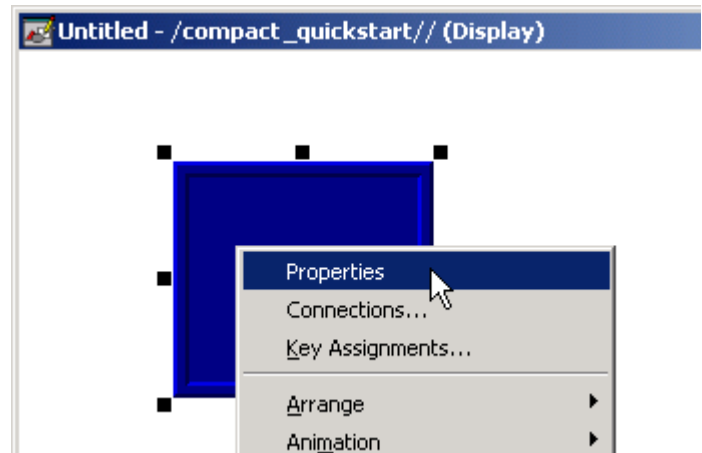 Untitled - /compact_quickstart// (Display)
Properties
Connections...
Key Assignments...
Arrange
Animation